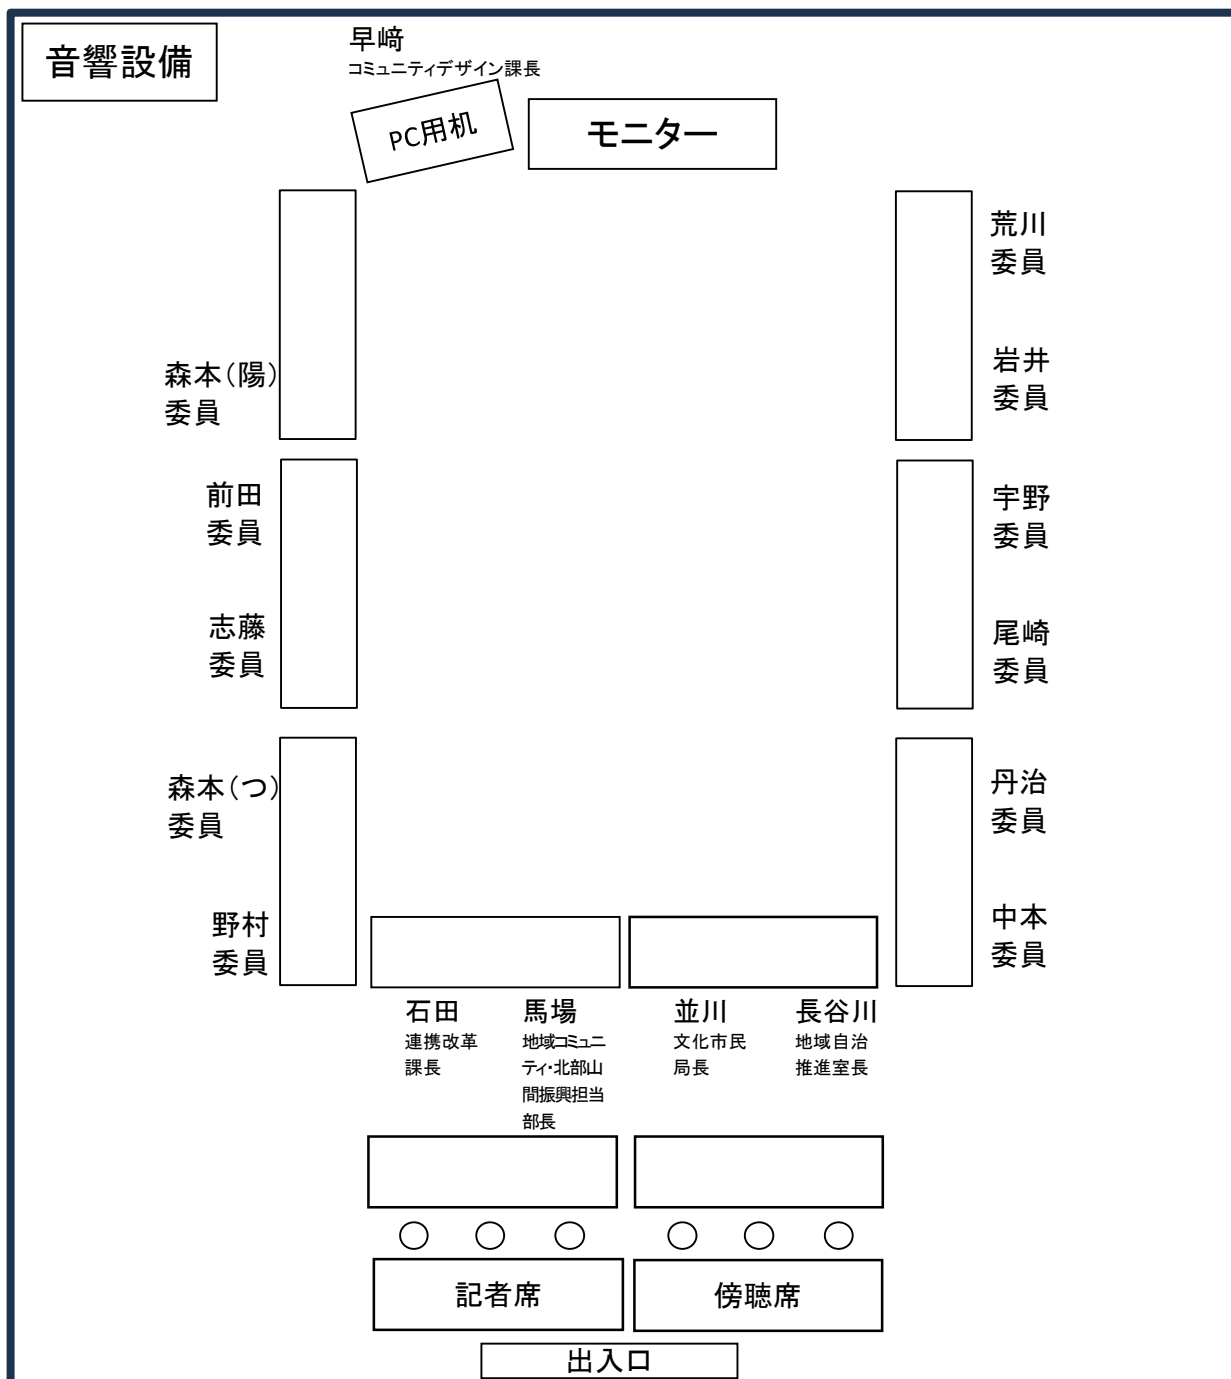 音響設備
早﨑
コミュニティデザイン課長
PC用机
モニター
森本(陽)
委員
前田
委員
志藤
委員
森本(つ)
委員
野村
委員
荒川
委員
岩井
委員
宇野
委員
尾崎
委員
丹治
委員
中本
委員
石田
連携改革
課長
馬場
地域コミュニ
ティ・北部山
間振興担当
部長
並川
文化市民
局長
長谷川
地域自治
推進室長
記者席
傍聴席
出入口